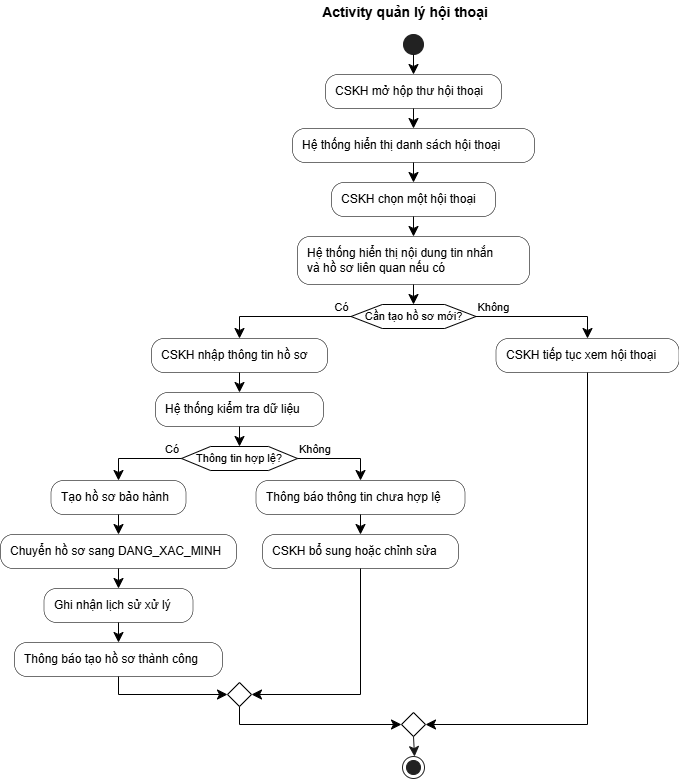 Activity quản lý hội thoại
CSKH mở hộp thư hội thoại
Hệ thống hiển thị danh sách hội thoại
CSKH chọn một hội thoại
Hệ thống hiển thị nội dung tin nhắn
và hồ sơ liên quan nếu có
Có
Cần tạo hồ sơ mới?
Không
CSKH nhập thông tin hồ sơ
CSKH tiếp tục xem hội thoại
Hệ thống kiểm tra dữ liệu
Có
Thông tin hợp lệ?
Không
Tạo hồ sơ bảo hành
Thông báo thông tin chưa hợp lệ
Chuyển hồ sơ sang DANG_XAC_MINH
CSKH bổ sung hoặc chỉnh sửa
Ghi nhận lịch sử xử lý
Thông báo tạo hồ sơ thành công